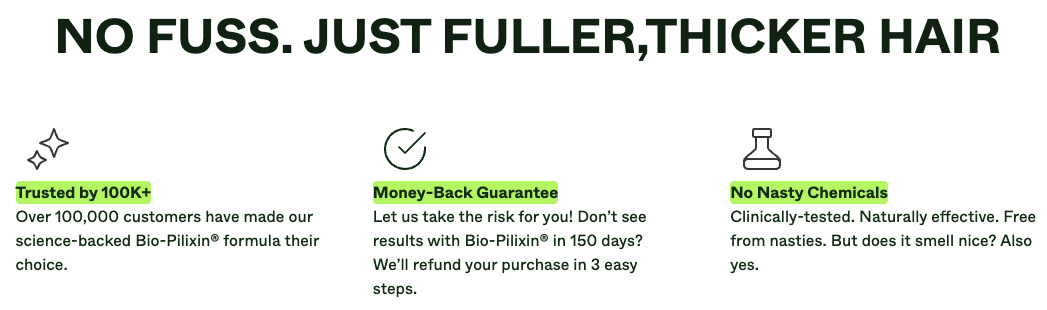 NO FUSS. JUST FULLER,THICKER HAIR
Trusted by 100K+
Over 100,000 customers have made our
science-backed Bio-Pilixin® formula their
choice.
Money-Back Guarantee
Let us take the risk for you! Don’t see
results with Bio-Pilixin® in 150 days?
We’ll refund your purchase in 3 easy
steps.
No Nasty Chemicals
Clinically-tested. Naturally effective. Free
from nasties. But does it smell nice? Also
yes.